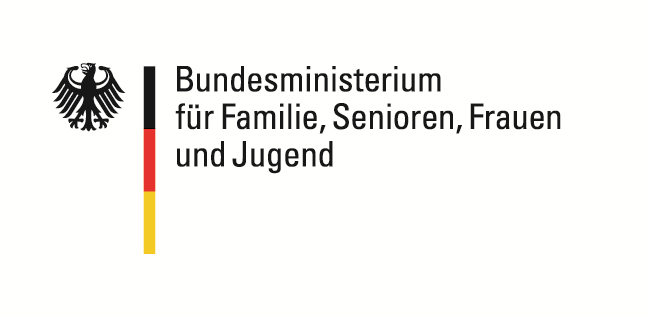 Bundesministerium
für Familie, Senioren, Frauen
und Jugend